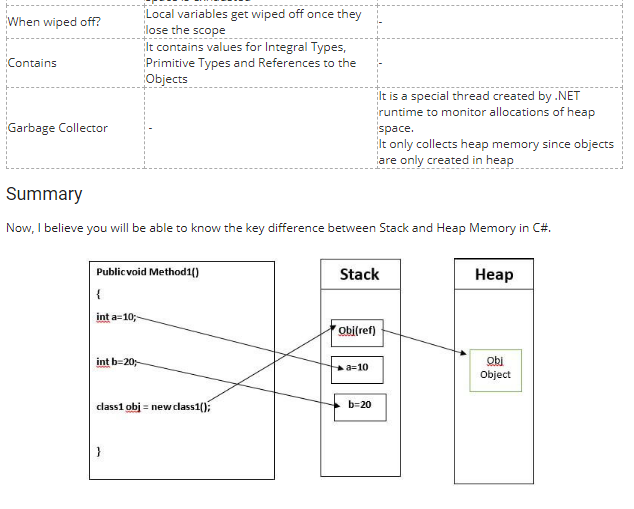 When wiped off?
Local variables get wiped off once they
lose the scope
-
Contains
It contains values for Integral Types,
Primitive Types and References to the
Objects
-
Garbage Collector
-
It is a special thread created by .NET
runtime to monitor allocations of heap
space.
It only collects heap memory since objects
are only created in heap
Summary
Now, I believe you will be able to know the key difference between Stack and Heap Memory in C#.
Public void Method1()
{
int a=10;
int b=20;
class1 obj = new class1();
}
Stack
Obj(ref)
a=10
b=20
Heap
Obj
Object